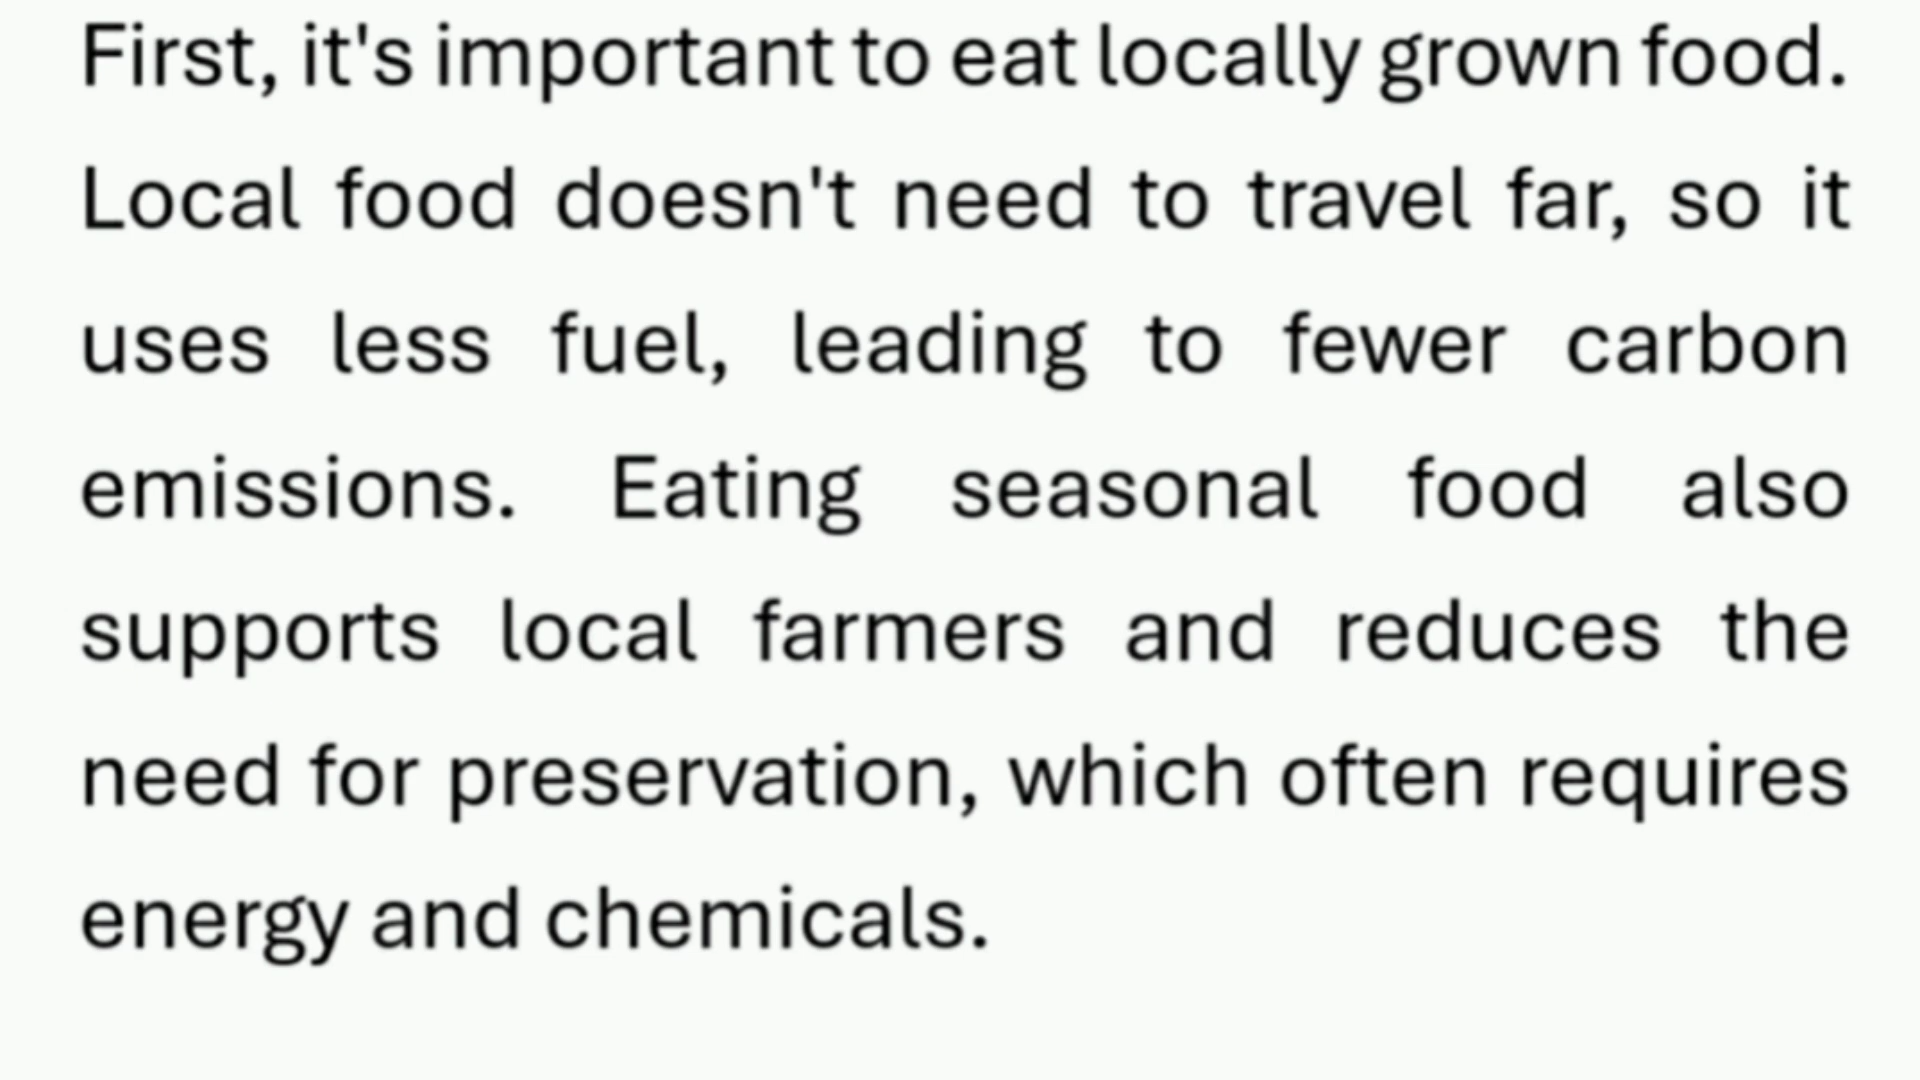 First, it's important to eat locally grown food.
Local food doesn't need to travel far, so it
uses less fuel, leading to fewer carbon
emissions. Eating seasonal food also
supports local farmers and reduces the
need for preservation, which often requires
energy and chemicals.